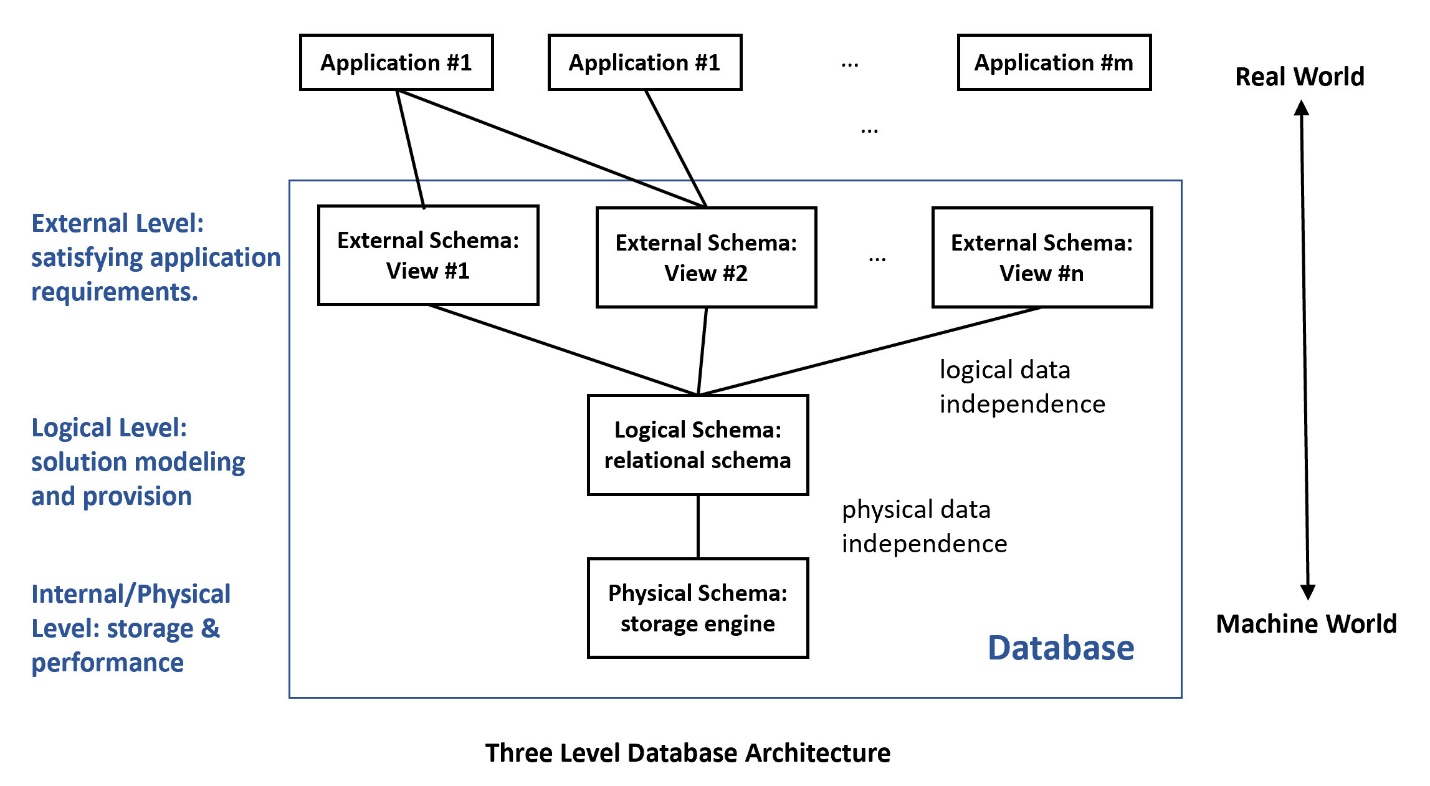 Application #1
Application #1
...
Application #m
Real World
...
External Level:
satisfying application
requirements.
External Schema:
View #1
External Schema:
View #2
...
External Schema:
View #n
logical data
independence
Logical Level:
solution modeling
and provision
Logical Schema:
relational schema
physical data
independence
Internal/Physical
Level: storage &
performance
Physical Schema:
storage engine
Database
Machine World
Three Level Database Architecture